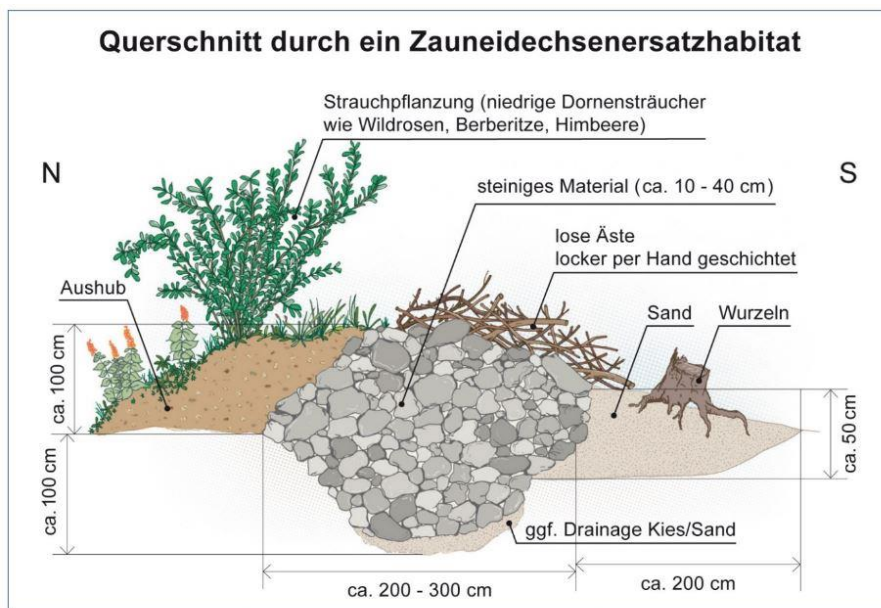 Querschnitt durch ein Zauneidechsenersatzhabitat
Strauchpflanzung (niedrige Dornensträucher
wie Wildrosen, Berberitze, Himbeere)
N
S
steiniges Material (ca. 10 - 40 cm)
lose Äste
locker per Hand geschichtet
Aushub
Sand
Wurzeln
ca. 100 cm
ca. 50 cm
ca. 100 cm
ggf. Drainage Kies/Sand
ca. 200 - 300 cm
ca. 200 cm